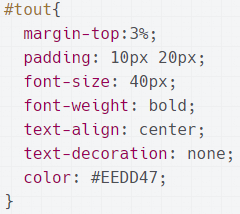 #tout{
  margin-top:3%;
  padding: 10px 20px;
  font-size: 40px;
  font-weight: bold;
  text-align: center;
  text-decoration: none;
  color: #EEDD47;
}